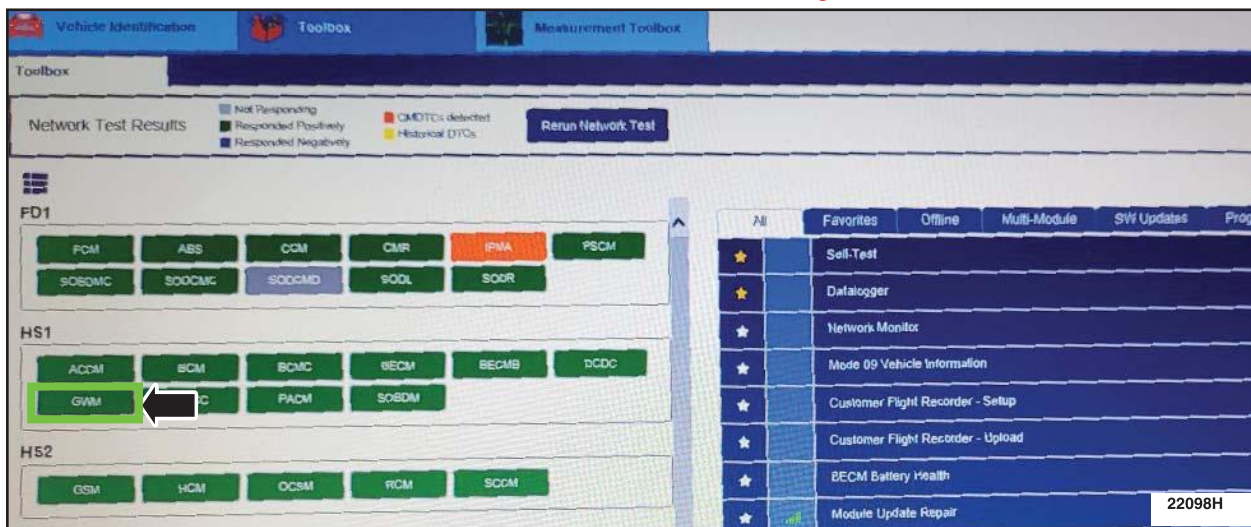 Vehicle Identification Toolbox Measurement Toolbox
Toolbox
Network Test Results
Not Responding
Responded Positively
Responded Negatively
CMDTCs detected
Historical DTCs
Rerun Network Test
FD1
PCM ABS CCM CMR IPMA PSCM
SOBDMC SODCMC SODCMD SODL SODR
HS1
ACCM BCM BCMC BECM BECMB DCDC
GWM PACM SOBDM
HS2
GSM HCM OCSM RCM SCCM
All Favorites Offline Multi-Module SW Updates Prog
Self-Test
Datalogger
Network Monitor
Mode 09 Vehicle Information
Customer Flight Recorder - Setup
Customer Flight Recorder - Upload
BECM Battery Health
Module Update Repair
22098H